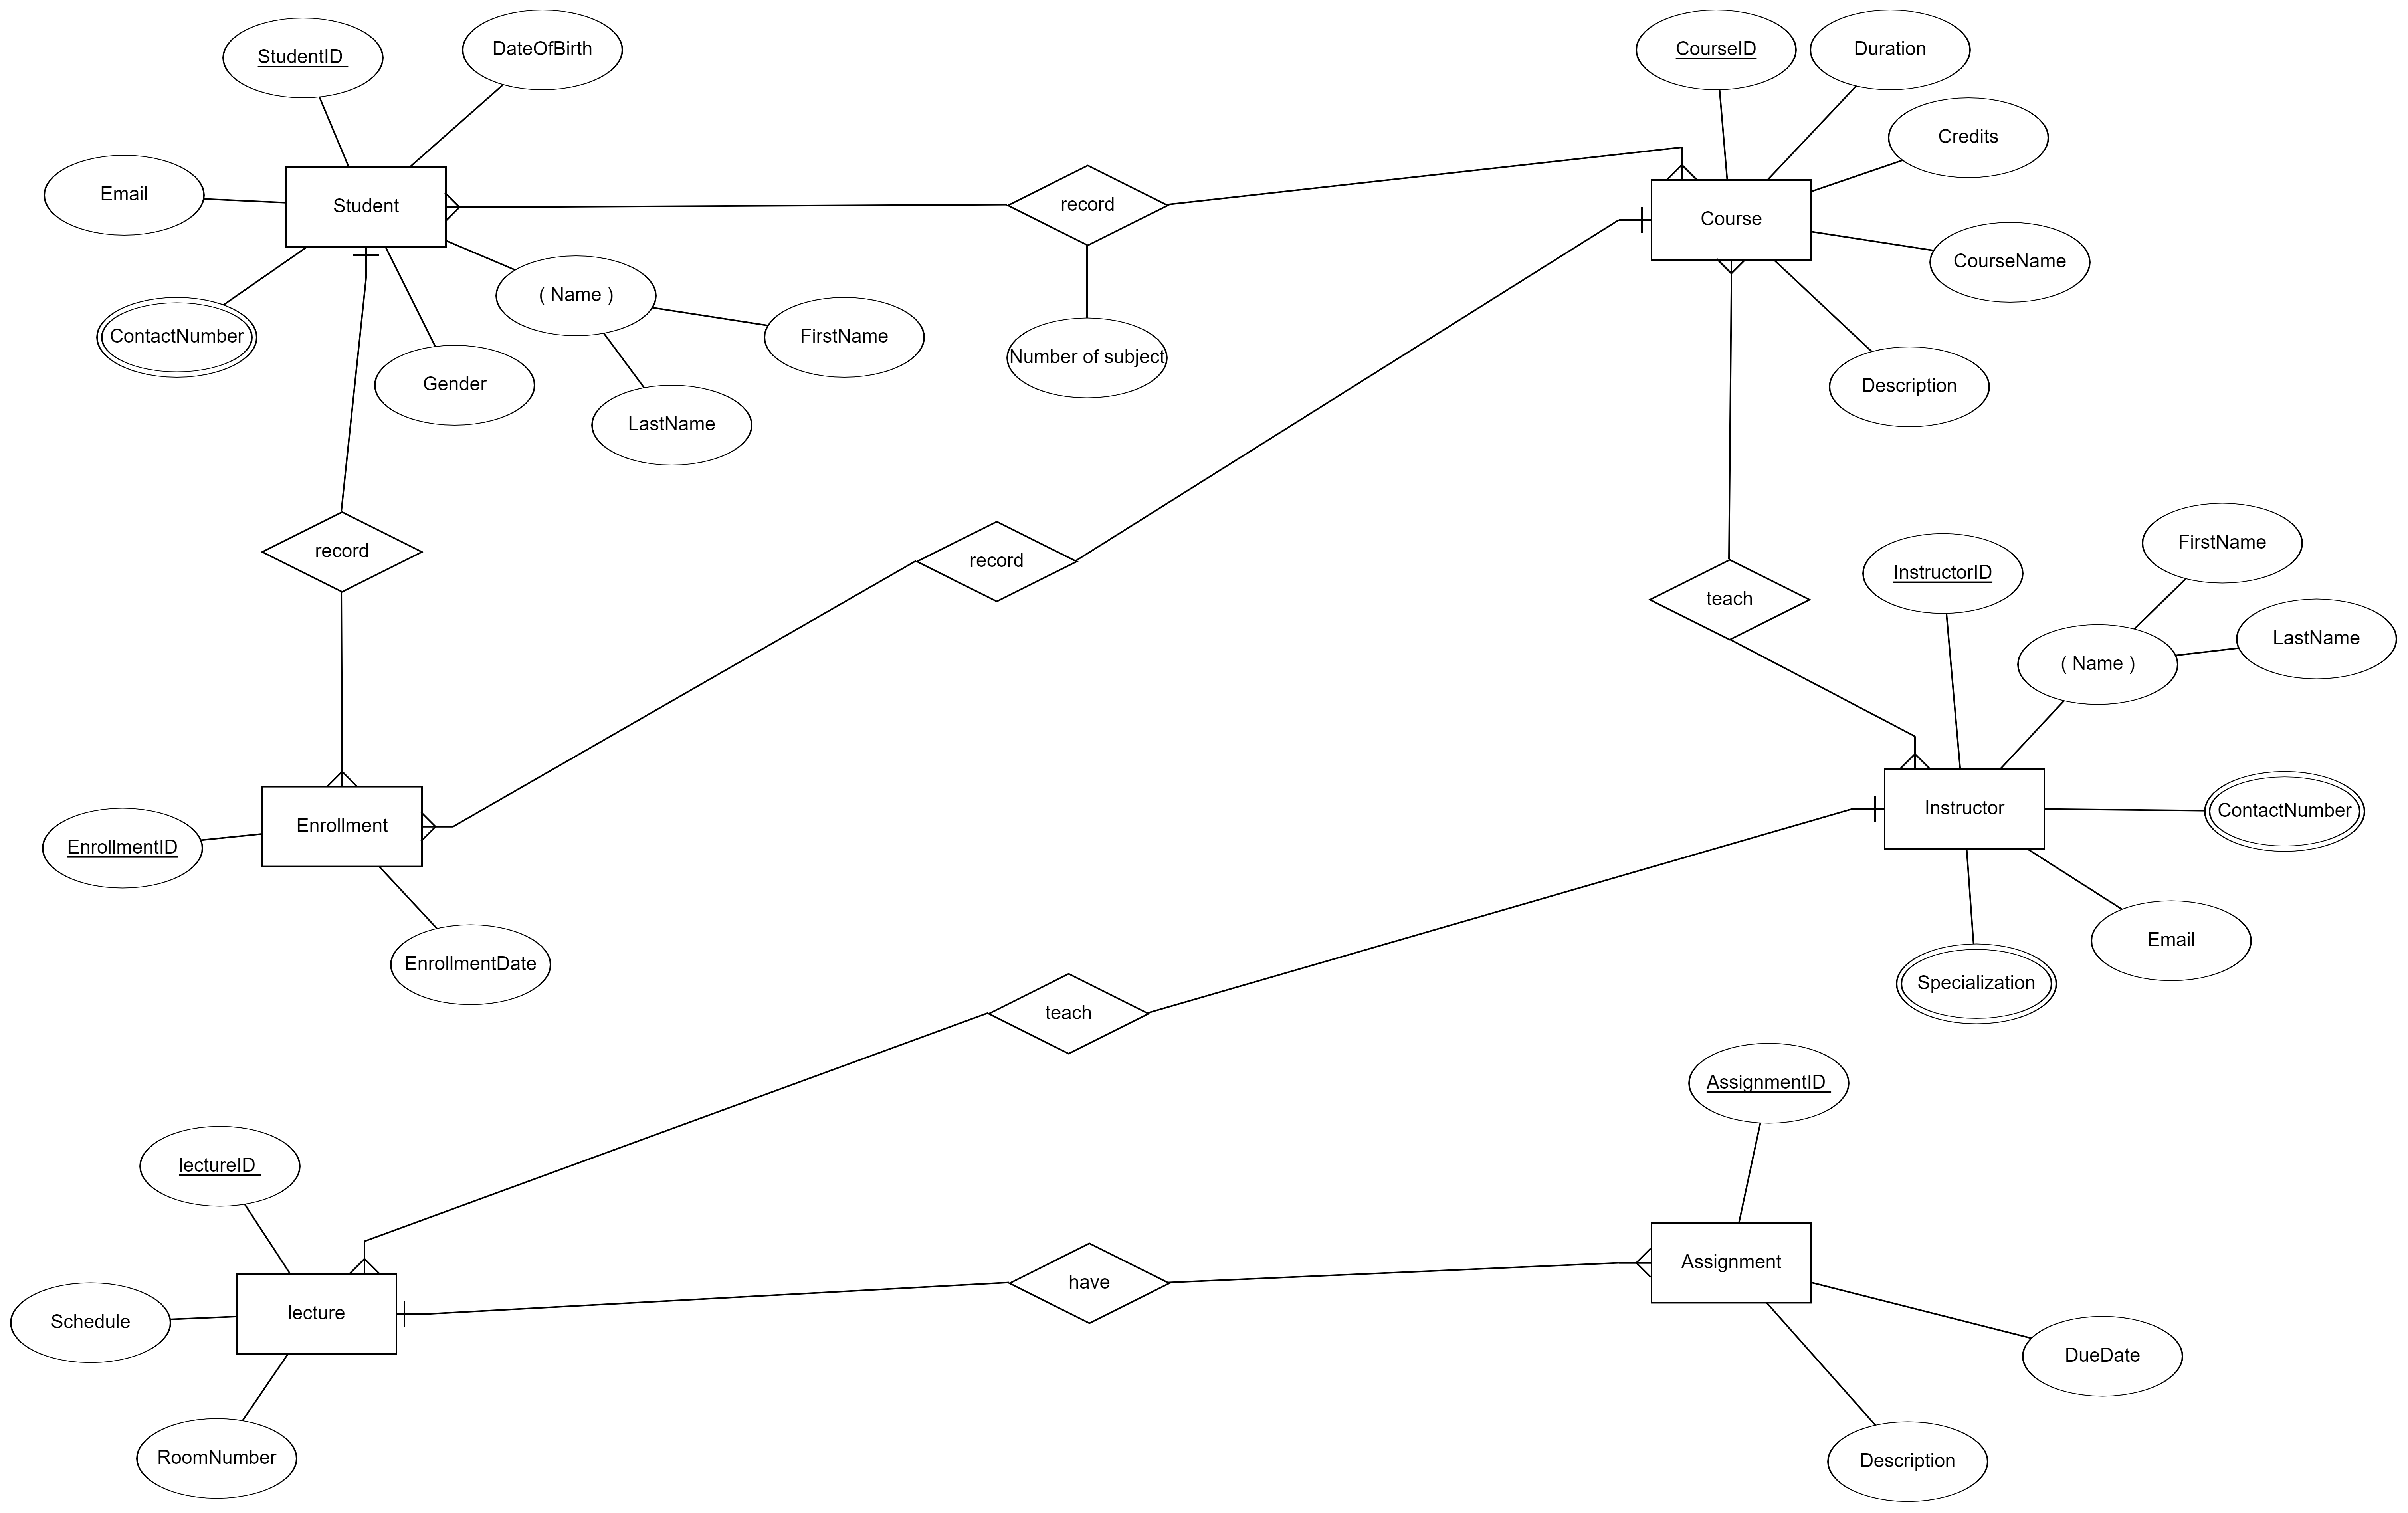 StudentID
DateOfBirth
Email
Student
ContactNumber
Gender
( Name )
FirstName
LastName
record
Number of subject
CourseID
Duration
Credits
Course
CourseName
Description
record
record
teach
InstructorID
FirstName
( Name )
LastName
Enrollment
EnrollmentID
EnrollmentDate
Instructor
ContactNumber
Email
Specialization
teach
AssignmentID
lectureID
Schedule
lecture
RoomNumber
have
Assignment
DueDate
Description